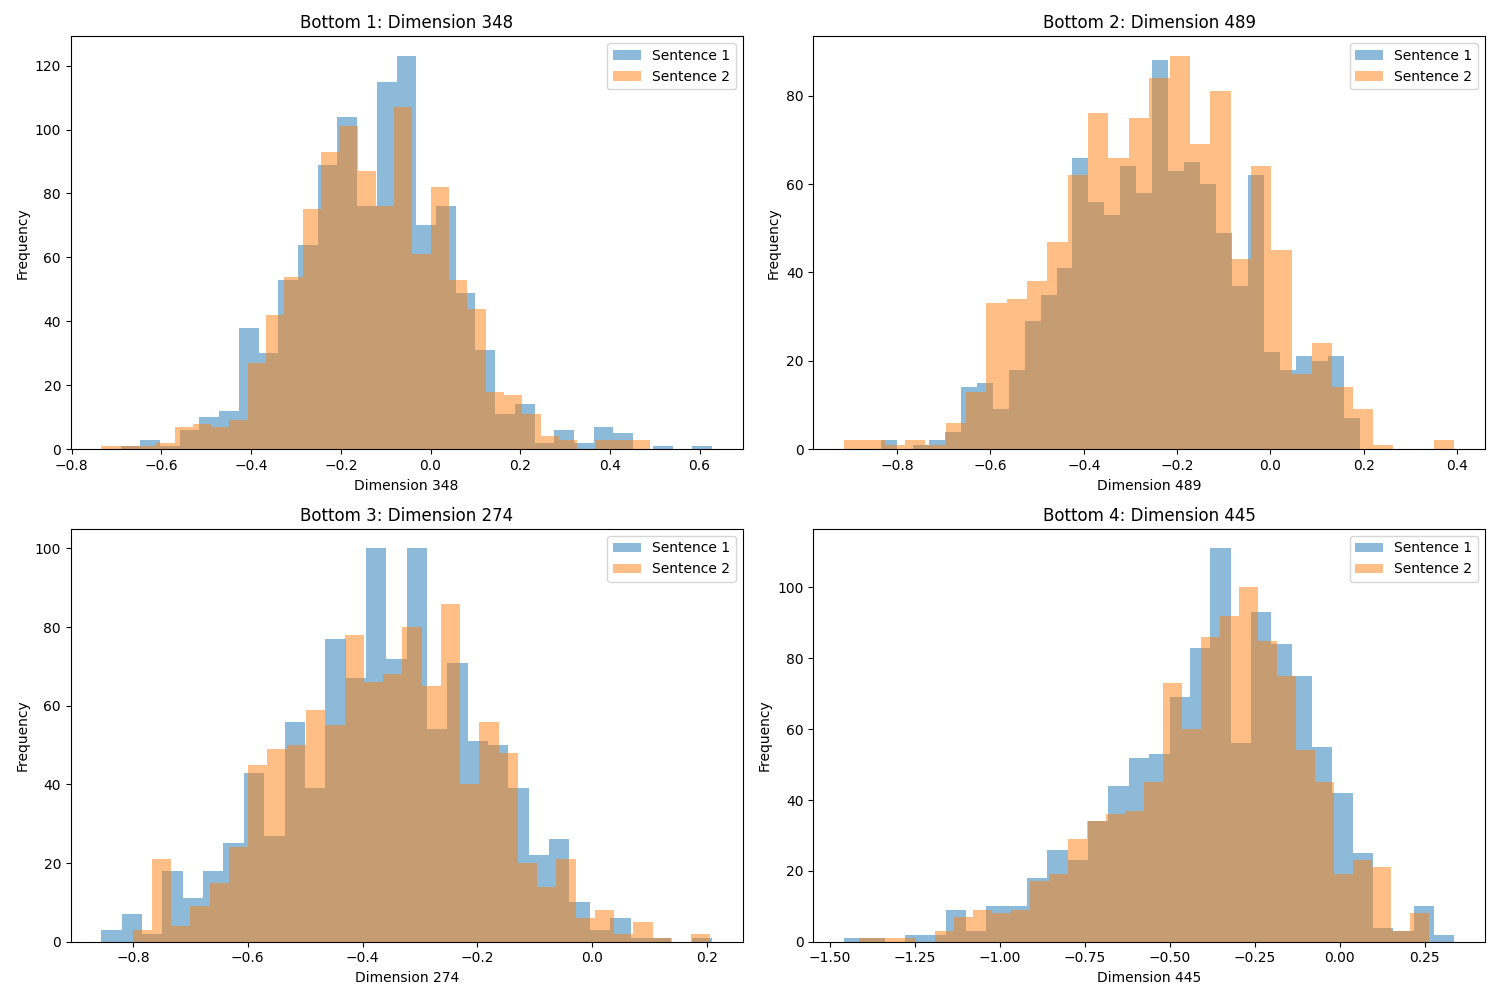 Bottom 1: Dimension 348
Sentence 1
Sentence 2
Frequency
120
100
80
60
40
20
0
−0.8 −0.6 −0.4 −0.2 0.0 0.2 0.4 0.6
Dimension 348
Bottom 2: Dimension 489
Sentence 1
Sentence 2
Frequency
80
60
40
20
0
−0.8 −0.6 −0.4 −0.2 0.0 0.2 0.4
Dimension 489
Bottom 3: Dimension 274
Sentence 1
Sentence 2
Frequency
100
80
60
40
20
0
−0.8 −0.6 −0.4 −0.2 0.0 0.2
Dimension 274
Bottom 4: Dimension 445
Sentence 1
Sentence 2
Frequency
100
80
60
40
20
0
−1.50 −1.25 −1.00 −0.75 −0.50 −0.25 0.00 0.25
Dimension 445